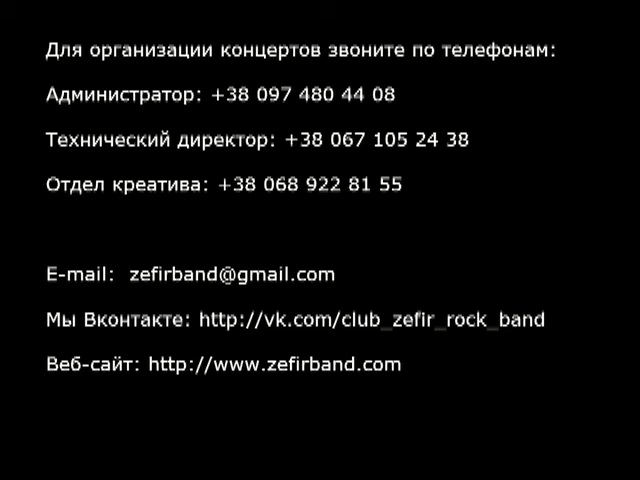 Для организации концертов звоните по телефонам:
Администратор: +38 097 480 44 08
Технический директор: +38 067 105 24 38
Отдел креатива: +38 068 922 81 55
E-mail: zefirband@gmail.com
Мы Вконтакте: http://vk.com/club_zefir_rock_band
Веб-сайт: http://www.zefirband.com